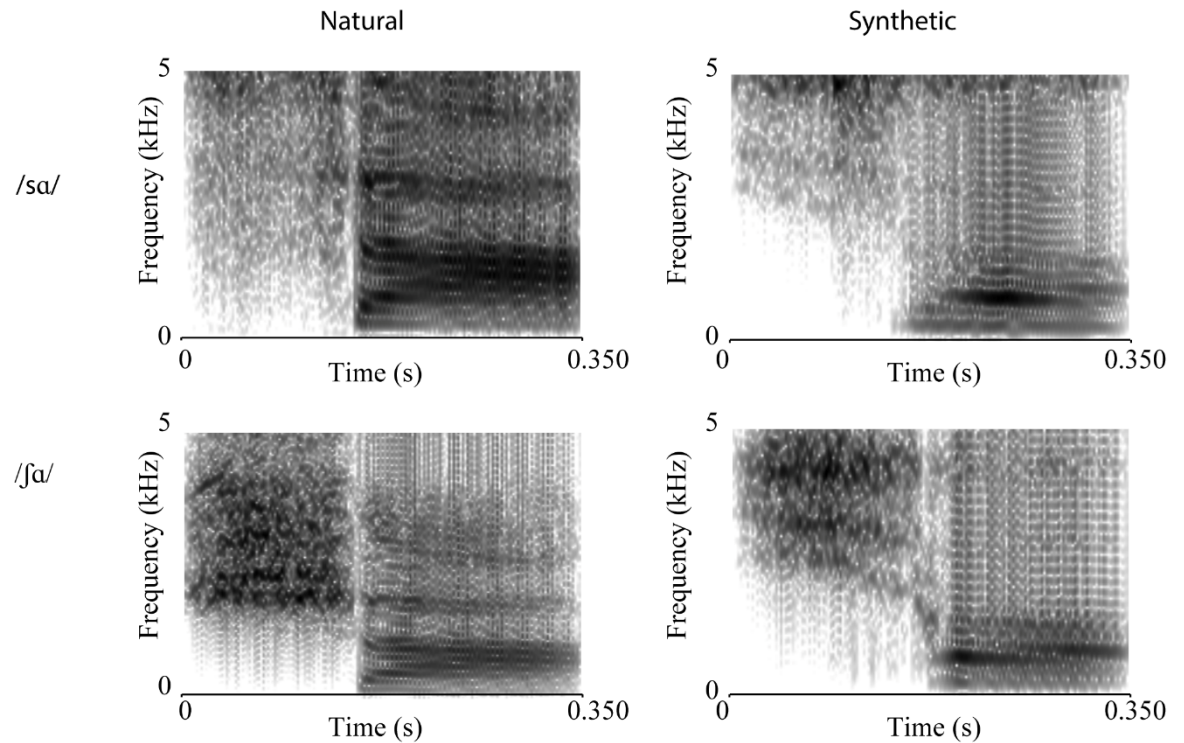 Natural
Synthetic
/sɑ/
5
Frequency (kHz)
0
0
Time (s)
0.350
5
Frequency (kHz)
0
0
Time (s)
0.350
/ʃɑ/
5
Frequency (kHz)
0
0
Time (s)
0.350
5
Frequency (kHz)
0
0
Time (s)
0.350